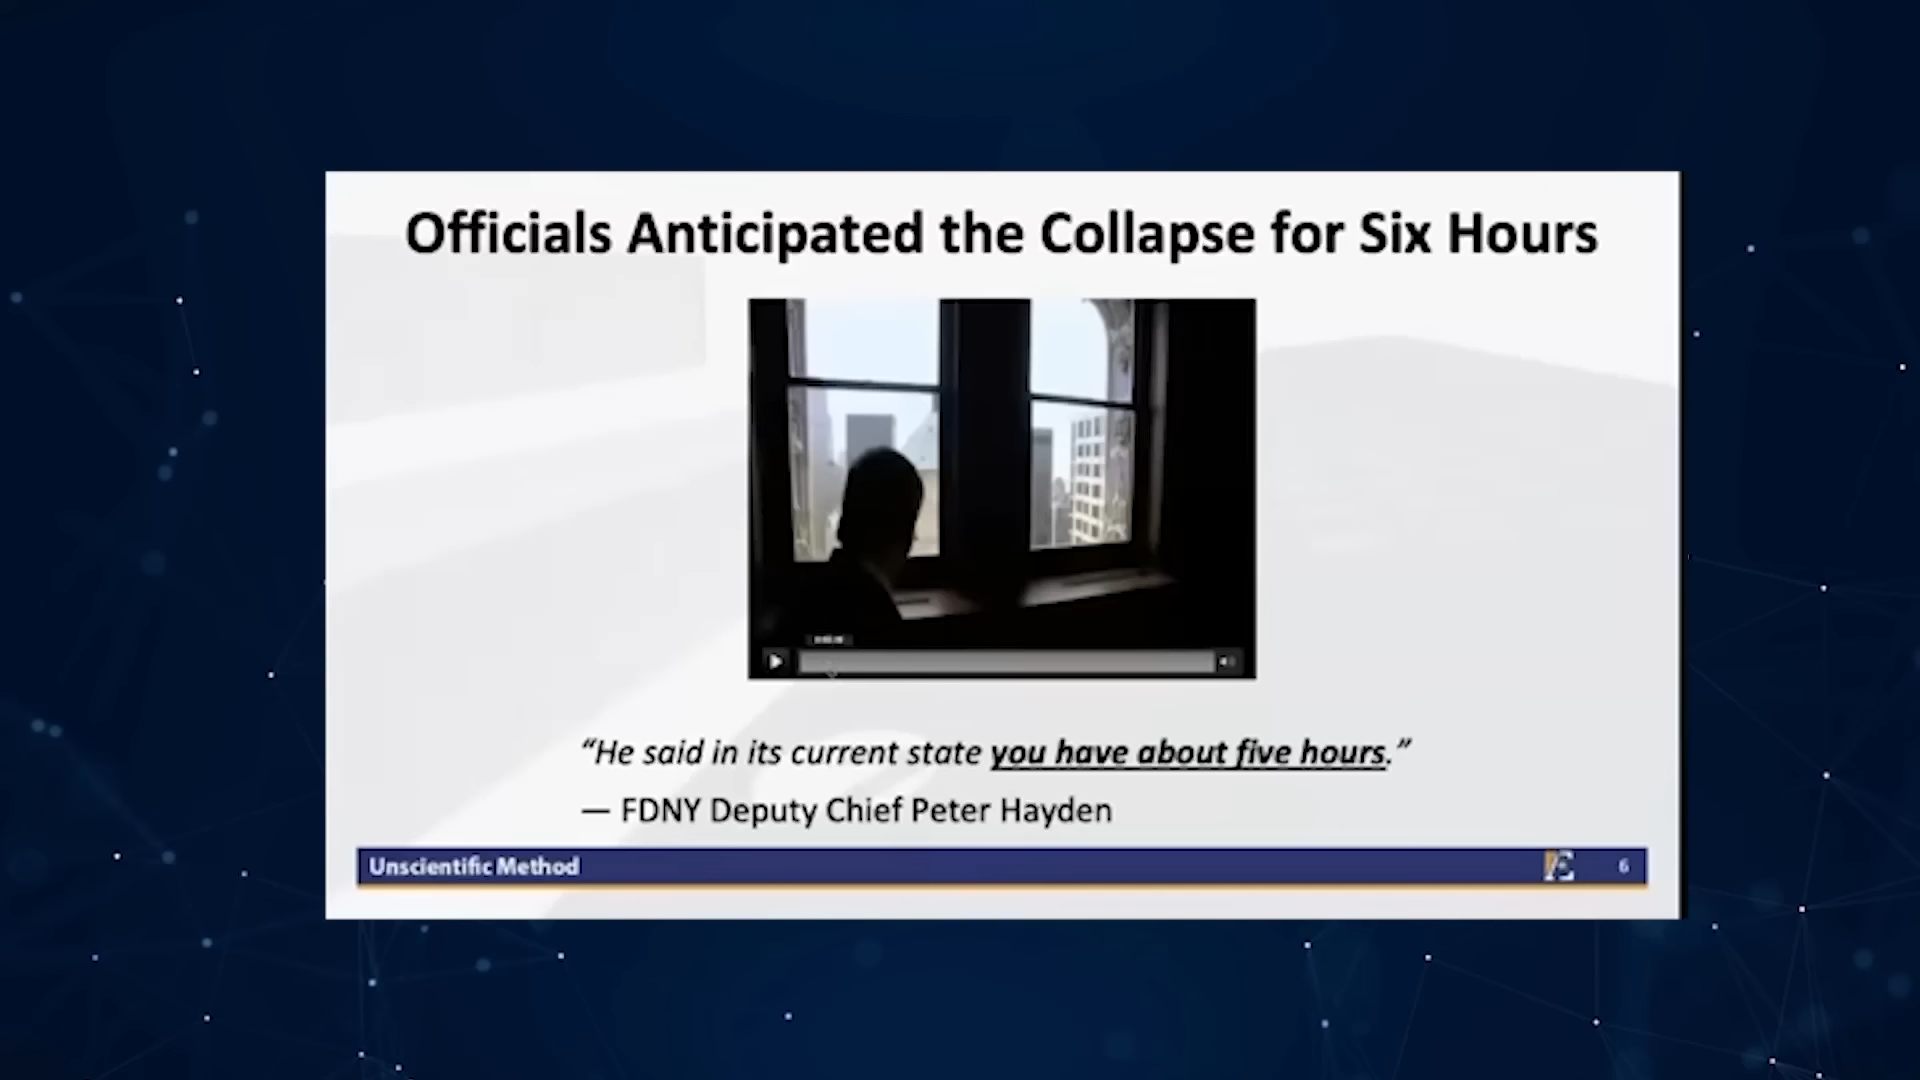 Officials Anticipated the Collapse for Six Hours
“He said in its current state you have about five hours.”
— FDNY Deputy Chief Peter Hayden
Unscientific Method
6